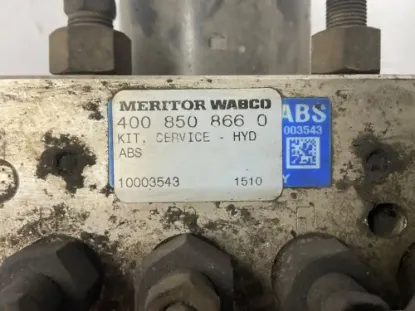 MERITOR WABCO
400 850 866 0
KIT, SERVICE - HYD
ABS
10003543 1510
ABS
003543
Y